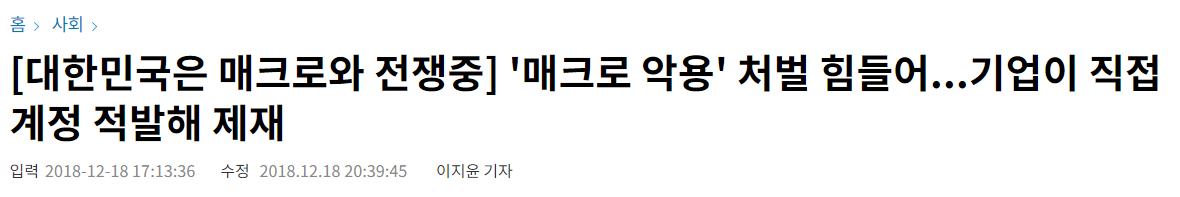 홈 > 사회 >
[대한민국은 매크로와 전쟁중] '매크로 악용' 처벌 힘들어...기업이 직접
계정 적발해 제재
입력 2018-12-18 17:13:36 수정 2018.12.18 20:39:45 이지윤 기자